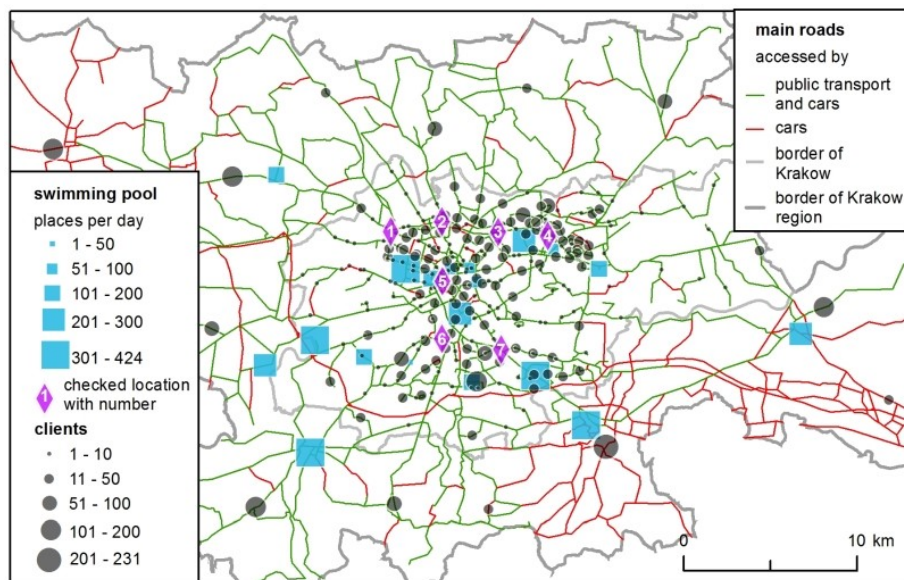 main roads
accessed by
public transport
and cars
cars
border of
Krakow
border of Krakow
region
swimming pool
places per day
1 - 50
51 - 100
101 - 200
201 - 300
301 - 424
1 checked location
with number
clients
1 - 10
11 - 50
51 - 100
101 - 200
201 - 231
1
2
3
4
5
6
7
0 10 km